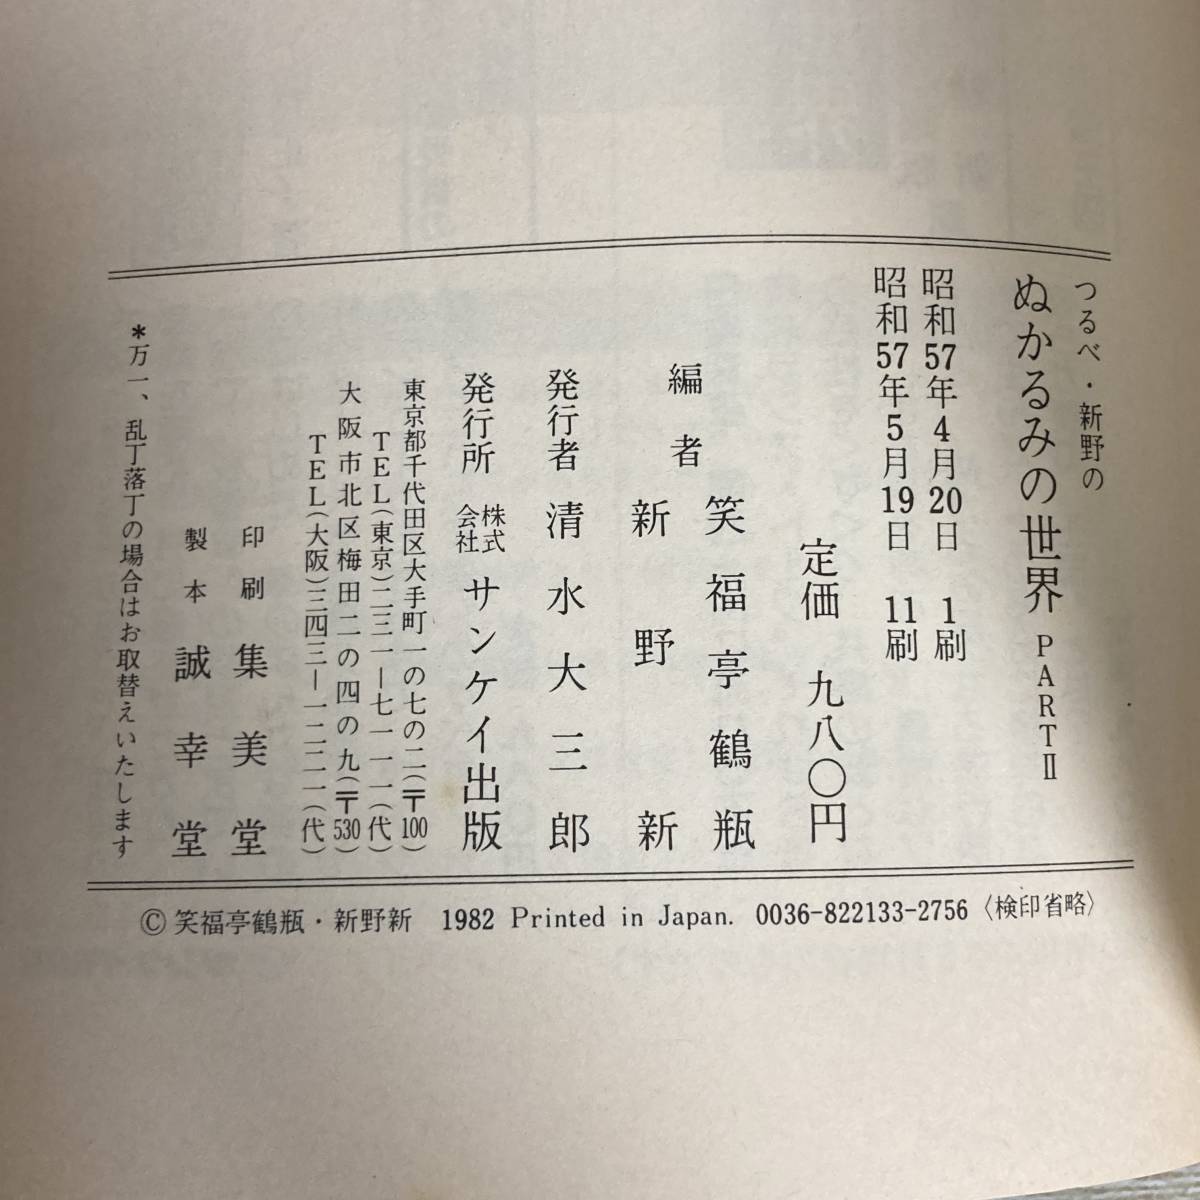 つるべ・新野の
ぬかるみの世界 PARTⅡ
昭和57年4月20日 1刷
昭和57年5月19日 11刷
定価 九八〇円
編者 笑福亭鶴瓶
新野新
発行者 清水大三郎
発行所 株式会社 サンケイ出版
東京都千代田区大手町一の七の二(〒100)
TEL(東京)二三一―七一一一(代)
大阪市北区梅田二の四の九(〒530)
TEL(大阪)三四三―一二二一(代)
印刷 集美堂
製本 誠幸堂
*万一、乱丁落丁の場合はお取替えいたします
©笑福亭鶴瓶・新野新 1982 Printed in Japan. 0036-822133-2756〈検印省略〉